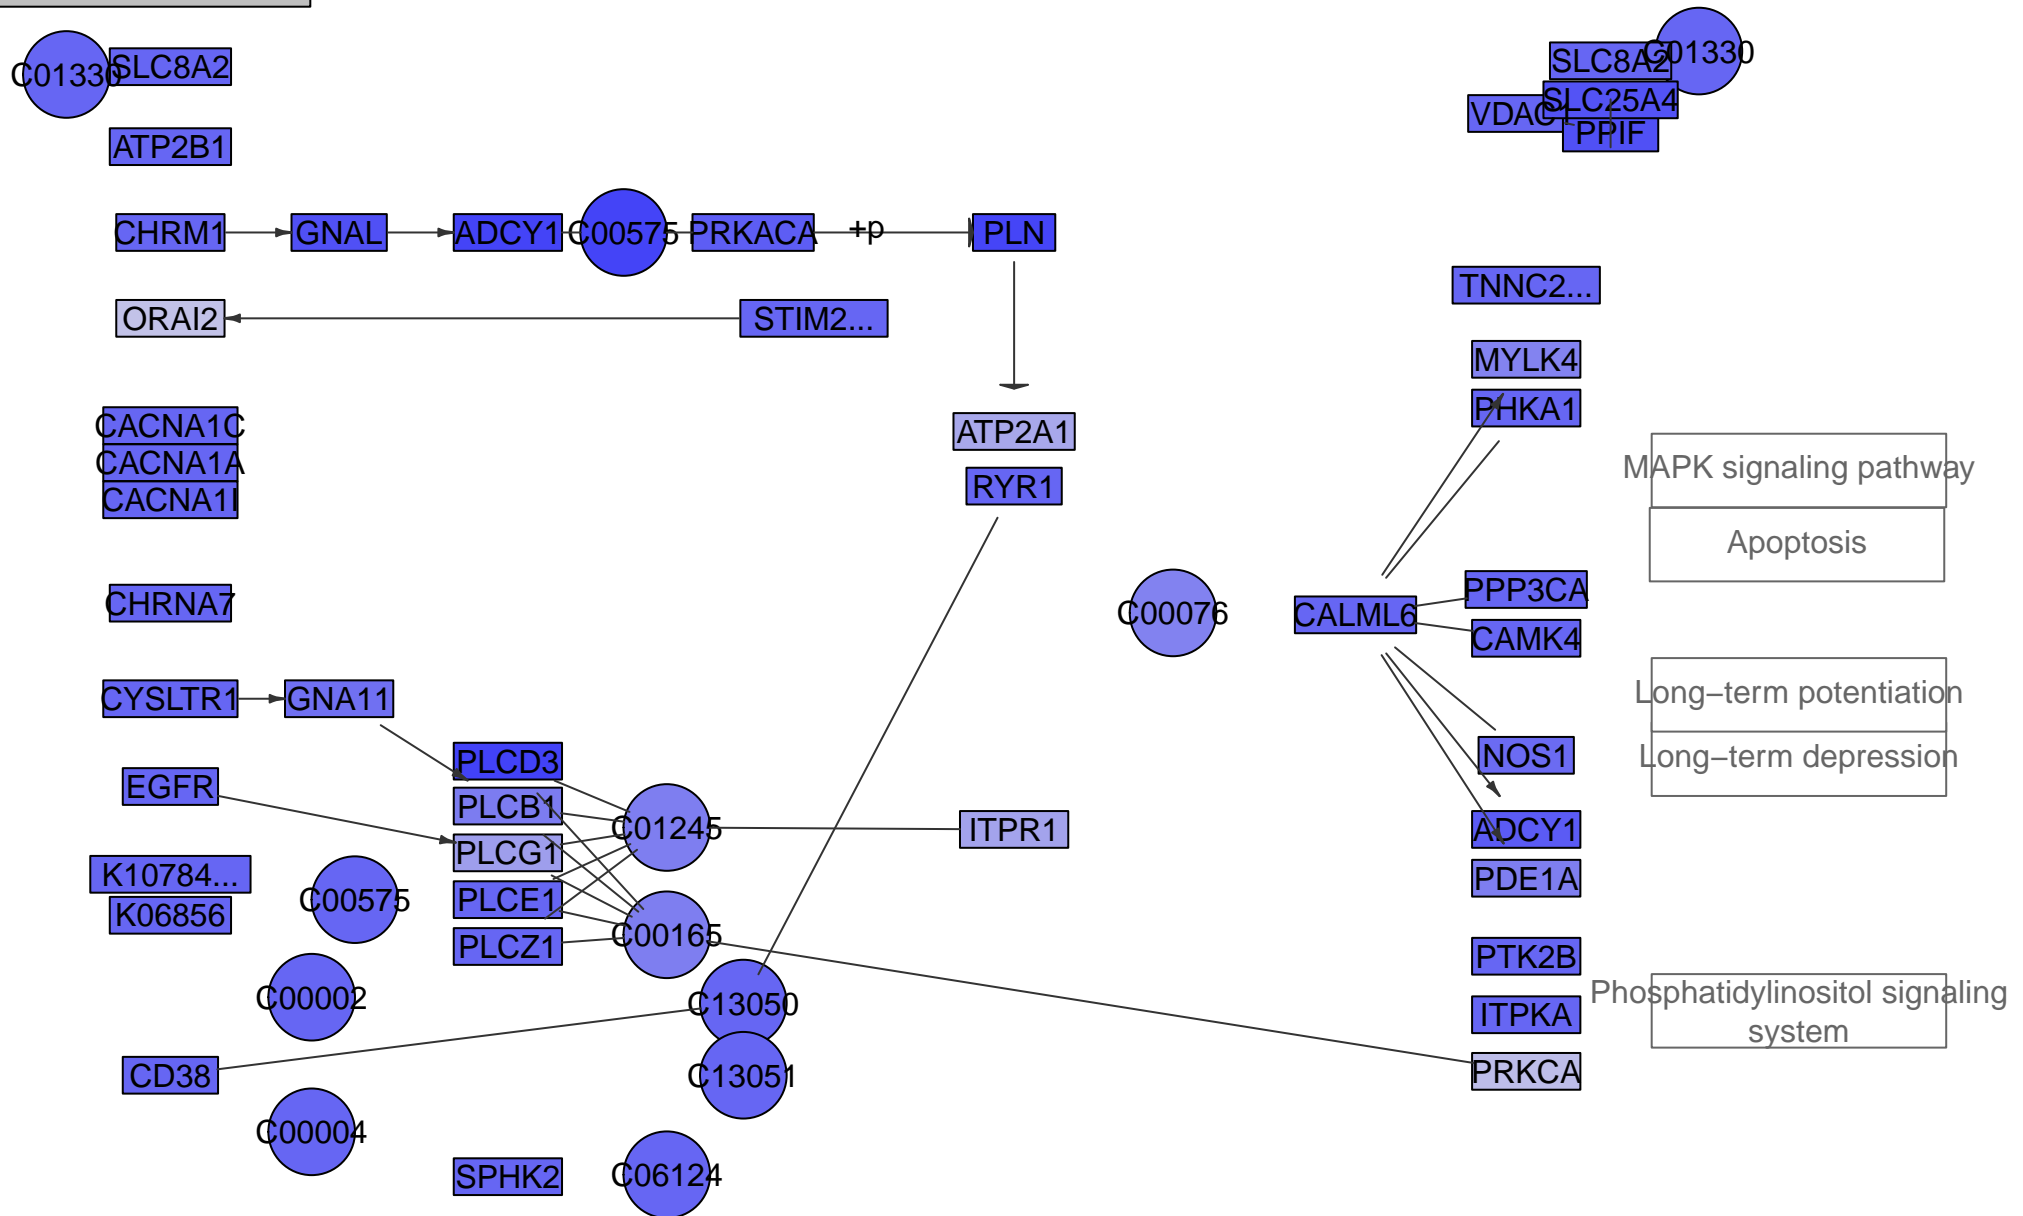 C01330
SLC8A2
SLC8A2
C01330
SLC25A4
VDAC1
PPIF
ATP2B1
CHRM1
GNAL
ADCY1
C00575
PRKACA
+p
PLN
TNNC2...
ORAI2
STIM2...
MYLK4
PHKA1
CACNA1C
CACNA1A
CACNA1I
ATP2A1
RYR1
MAPK signaling pathway
Apoptosis
CHRNA7
C00076
CALML6
PPP3CA
CAMK4
CYSLTR1
GNA11
Long−term potentiation
Long−term depression
NOS1
PLCD3
EGFR
PLCB1
C01245
ITPR1
ADCY1
PLCG1
K10784...
C00575
PLCE1
PDE1A
K06856
PLCZ1
C00165
PTK2B
C00002
C13050
ITPKA
Phosphatidylinositol signaling
system
CD38
C13051
PRKCA
C00004
SPHK2
C06124